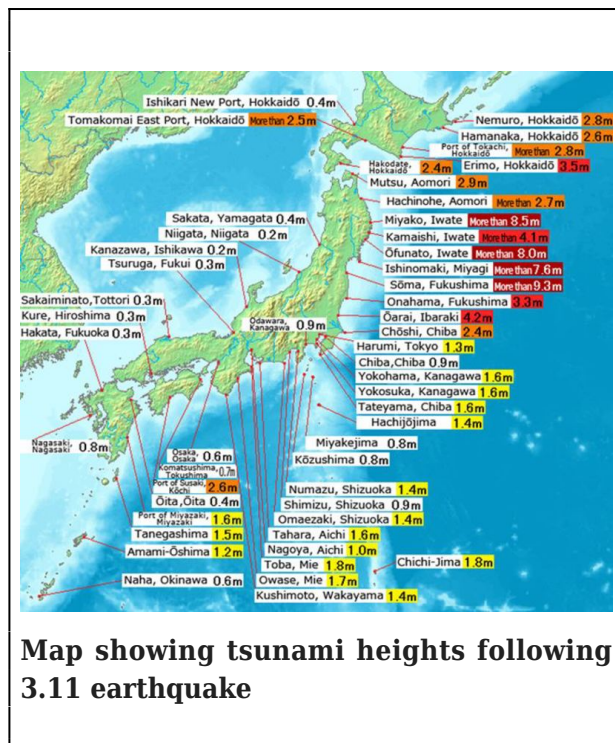 Ishikari New Port, Hokkaidō 0.4m
Tomakomai East Port, Hokkaidō More than 2.5m
Nemuro, Hokkaidō 2.8m
Hamanaka, Hokkaidō 2.6m
Port of Tokachi,
Hokkaidō More than 2.8m
Erimo, Hokkaidō 3.5m
Hakodate,
Hokkaidō 2.4m
Mutsu, Aomori 2.9m
Hachinohe, Aomori More than 2.7m
Sakata, Yamagata 0.4m
Miyako, Iwate More than 8.5m
Niigata, Niigata 0.2m
Kamaishi, Iwate More than 4.1m
Kanazawa, Ishikawa 0.2m
Ōfunato, Iwate More than 8.0m
Tsuruga, Fukui 0.3m
Ishinomaki, Miyagi More than 7.6m
Sōma, Fukushima More than 9.3m
Sakaiminato,Tottori 0.3m
Onahama, Fukushima 3.3m
Kure, Hiroshima 0.3m
Ōarai, Ibaraki 4.2m
Odawara,
Kanagawa 0.9m
Hakata, Fukuoka 0.3m
Chōshi, Chiba 2.4m
Harumi, Tokyo 1.3m
Chiba,Chiba 0.9m
Yokohama, Kanagawa 1.6m
Yokosuka, Kanagawa 1.6m
Tateyama, Chiba 1.6m
Hachijōjima 1.4m
Nagasaki,
Nagasaki 0.8m
Miyakejima 0.8m
Kōzushima 0.8m
Osaka,
Osaka 0.6m
Komatsushima,
Tokushima 0.7m
Port of Susaki,
Kōchi 2.6m
Ōita,Ōita 0.4m
Port of Miyazaki,
Miyazaki 1.6m
Tanegashima 1.5m
Amami-Ōshima 1.2m
Naha, Okinawa 0.6m
Numazu, Shizuoka 1.4m
Shimizu, Shizuoka 0.9m
Omaezaki, Shizuoka 1.4m
Tahara, Aichi 1.6m
Nagoya, Aichi 1.0m
Toba, Mie 1.8m
Owase, Mie 1.7m
Kushimoto, Wakayama 1.4m
Chichi-Jima 1.8m
Map showing tsunami heights following
3.11 earthquake